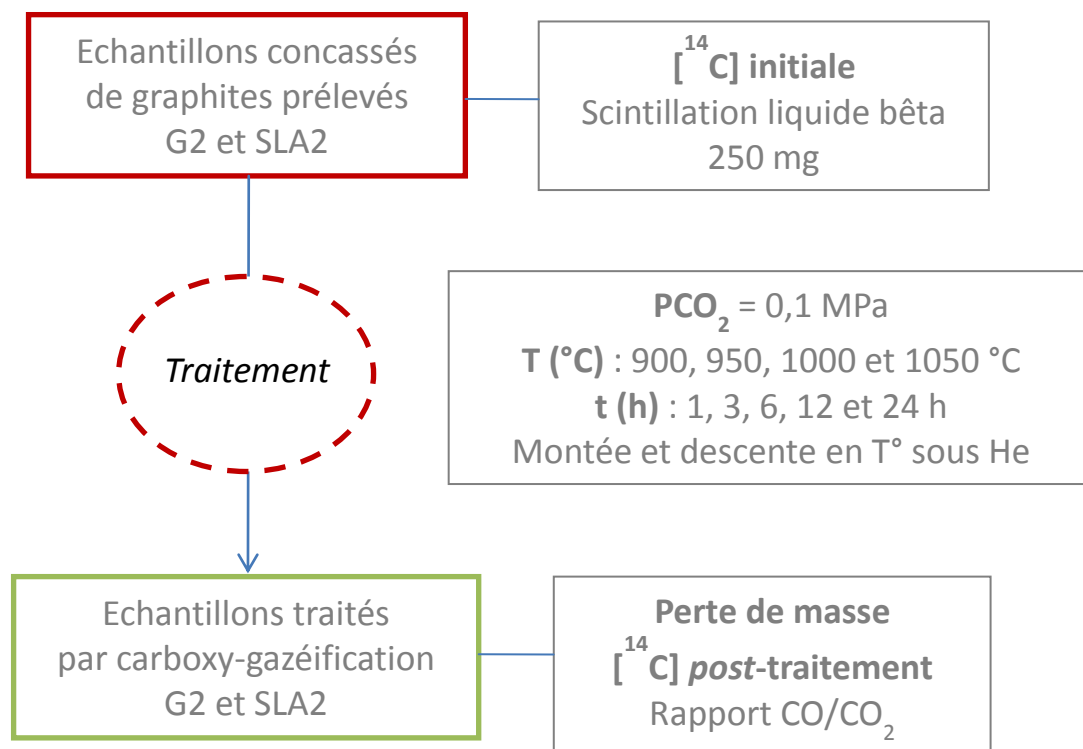 Echantillons concassés
de graphites prélevés
G2 et SLA2
[¹⁴C] initiale
Scintillation liquide bêta
250 mg
Traitement
PCO₂ = 0,1 MPa
T (°C) : 900, 950, 1000 et 1050 °C
t (h) : 1, 3, 6, 12 et 24 h
Montée et descente en T° sous He
Echantillons traités
par carboxy-gazéification
G2 et SLA2
Perte de masse
[¹⁴C] post-traitement
Rapport CO/CO₂